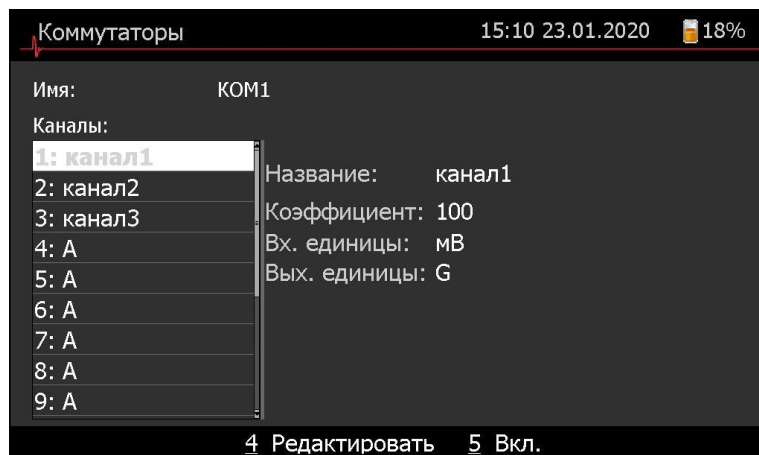 Коммутаторы 15:10 23.01.2020 18%
Имя: КОМ1
Каналы:
1: канал1
2: канал2
3: канал3
4: А
5: А
6: А
7: А
8: А
9: А
Название: канал1
Коэффициент: 100
Вх. единицы: мВ
Вых. единицы: G
4 Редактировать 5 Вкл.